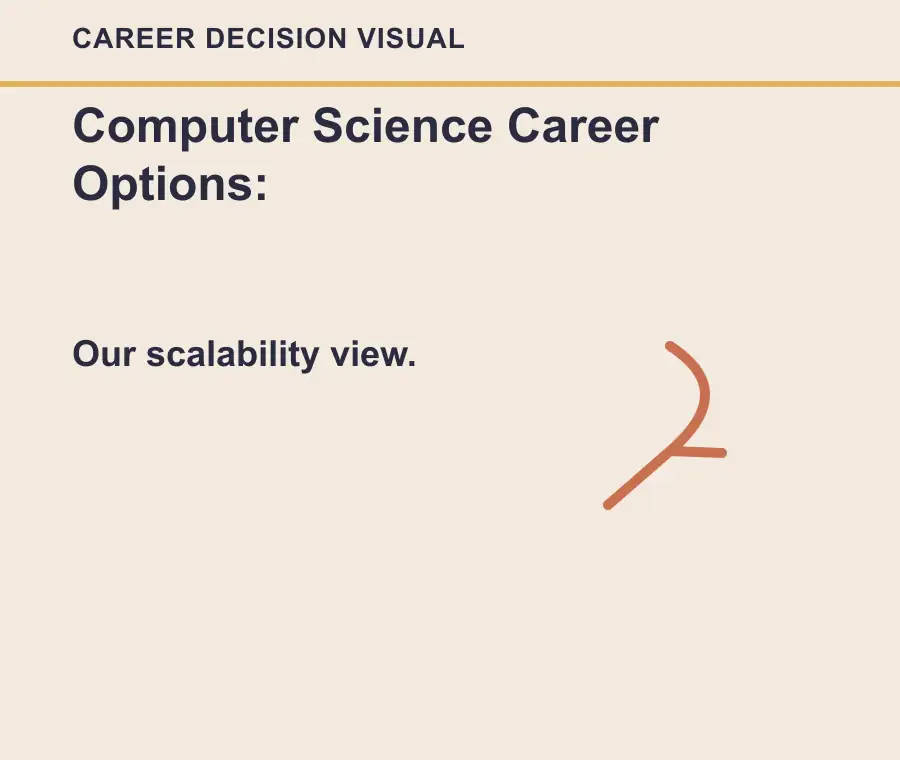 CAREER DECISION VISUAL
Computer Science Career
Options:
Our scalability view.